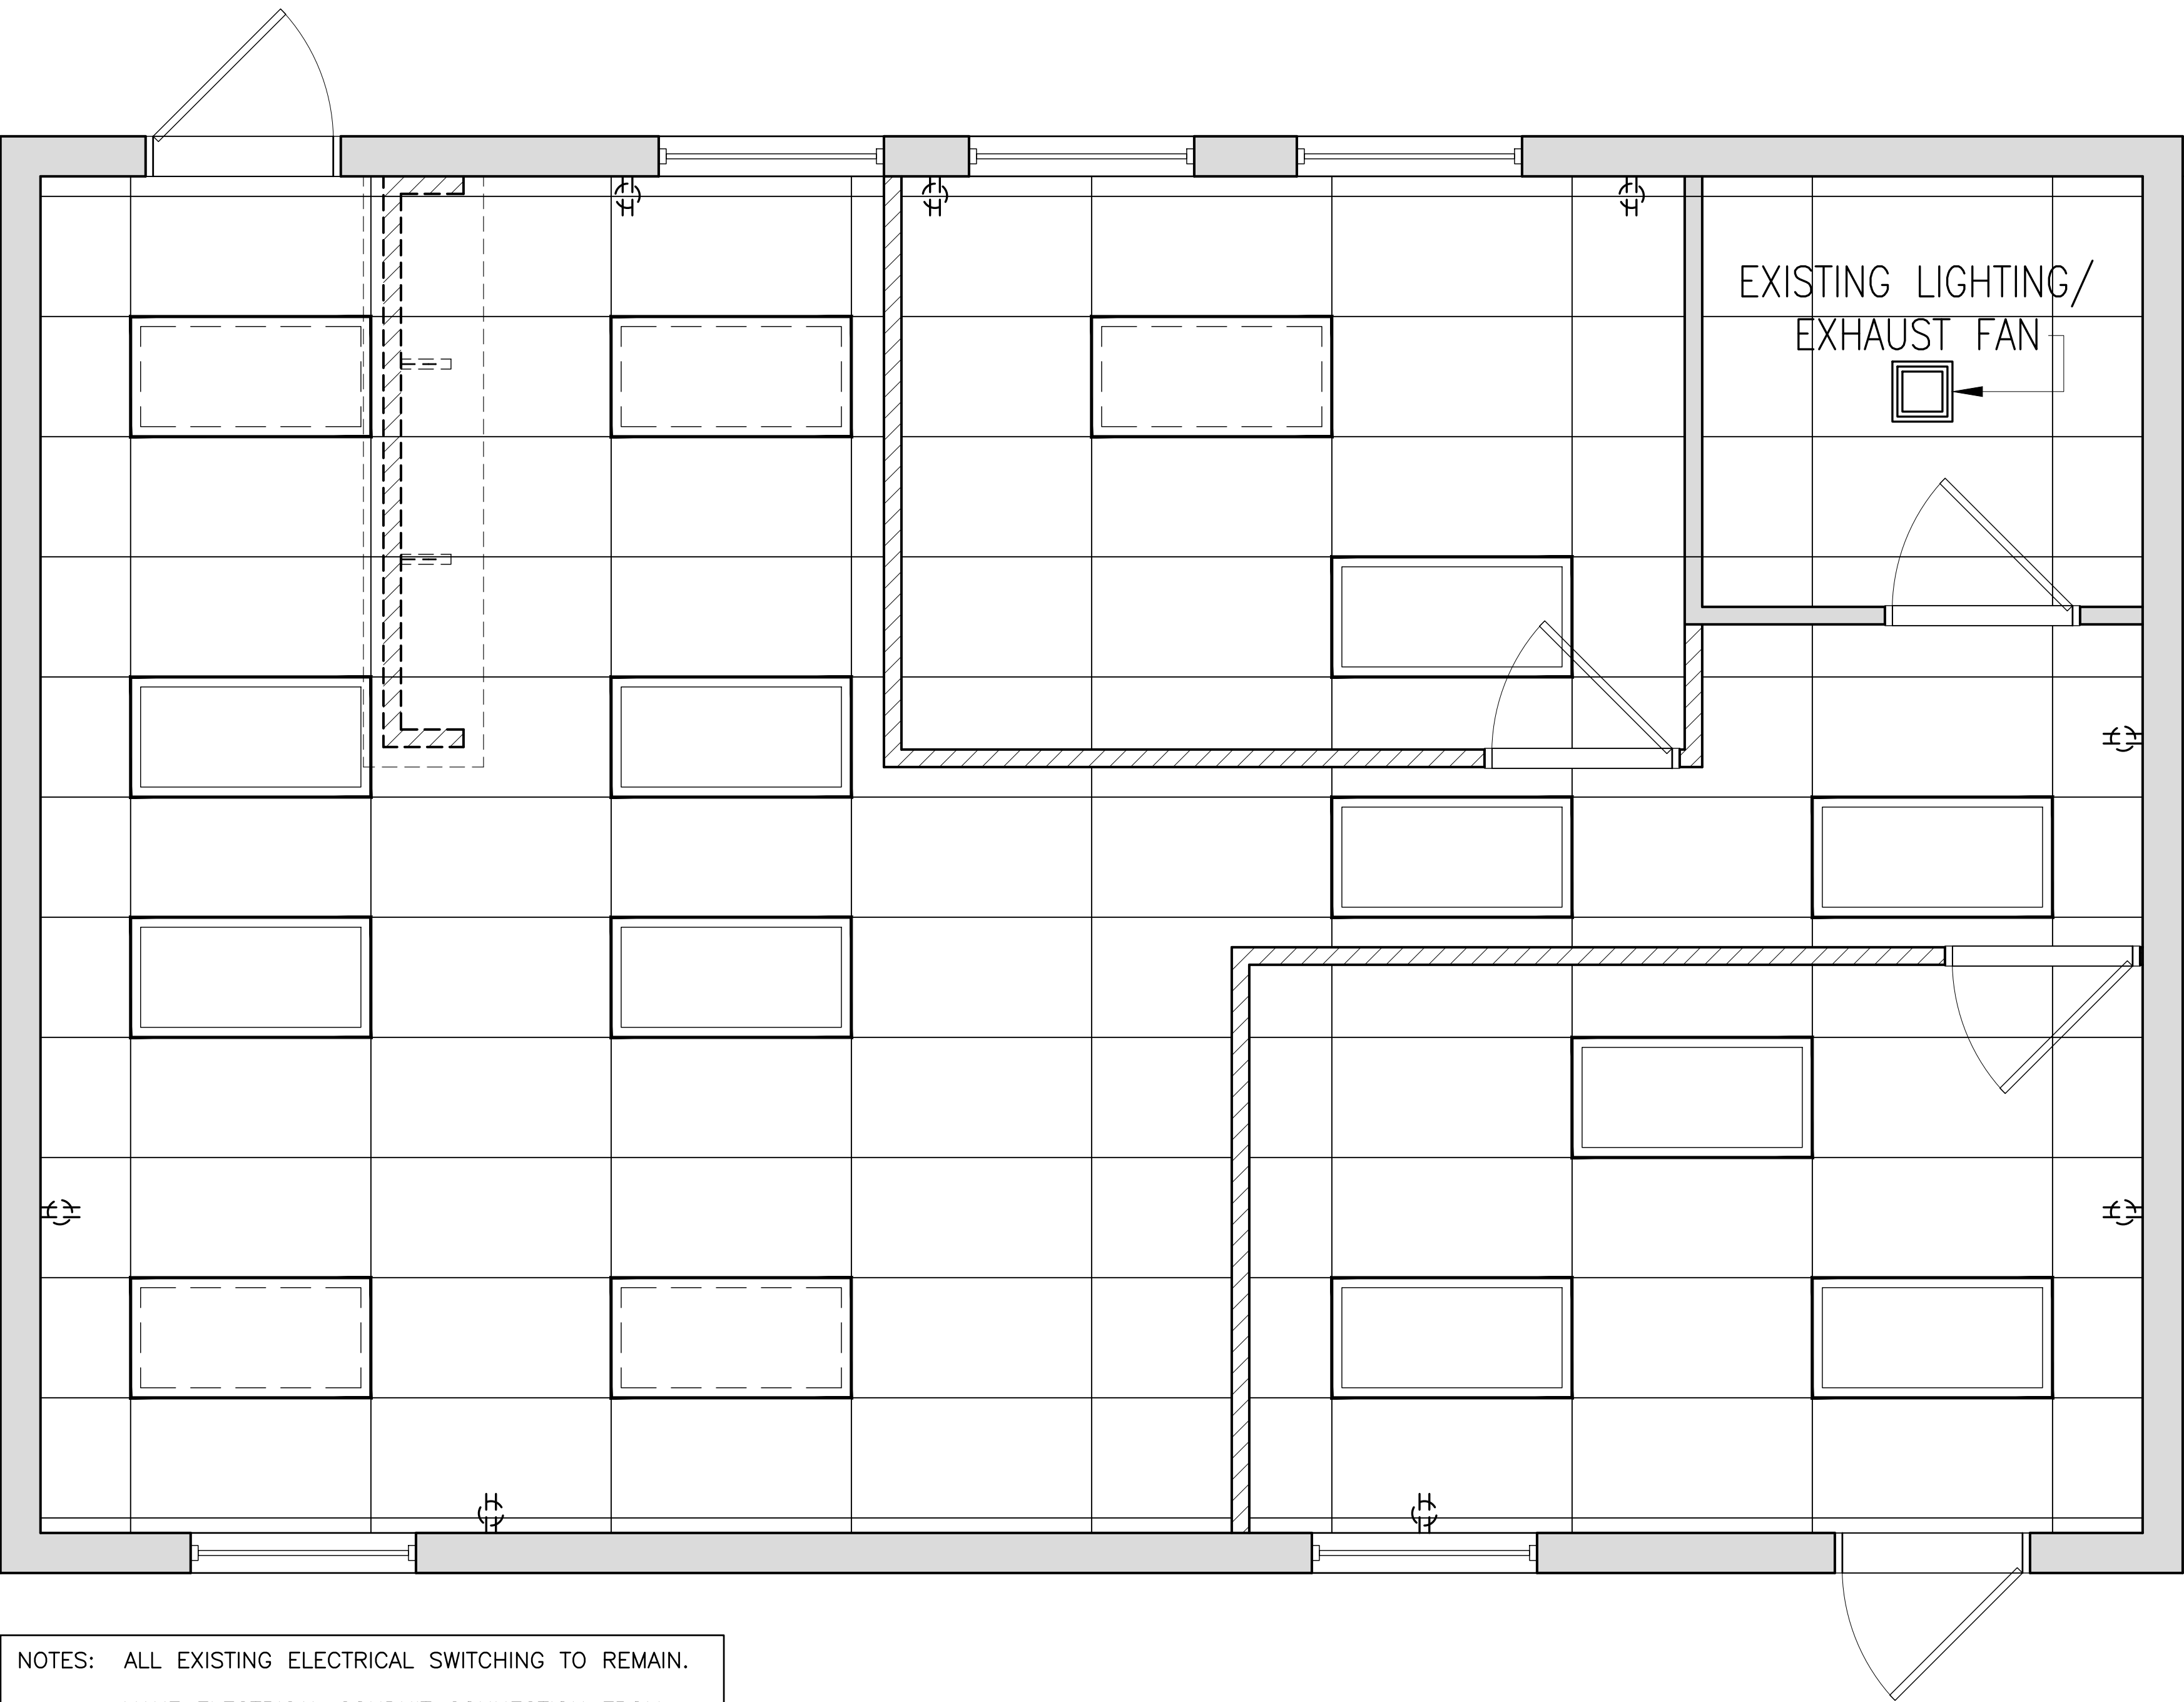 EXISTING LIGHTING/
EXHAUST FAN
NOTES: ALL EXISTING ELECTRICAL SWITCHING TO REMAIN.